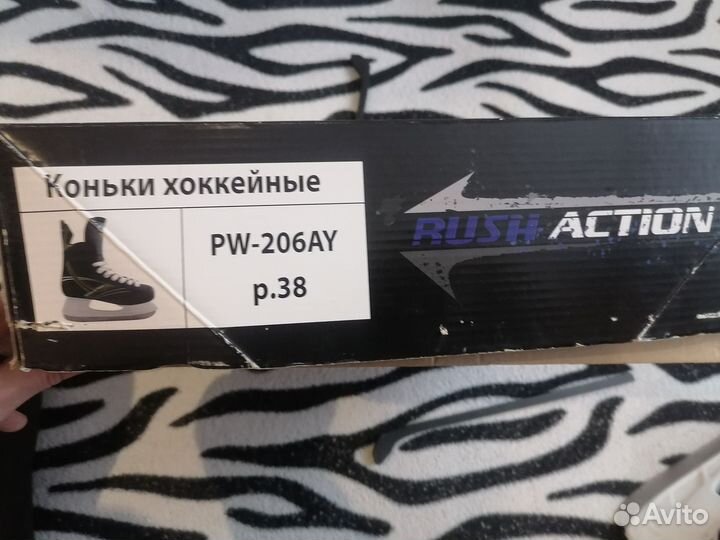 Коньки хоккейные
PW-206AY
р.38
RUSH ACTION
Avito